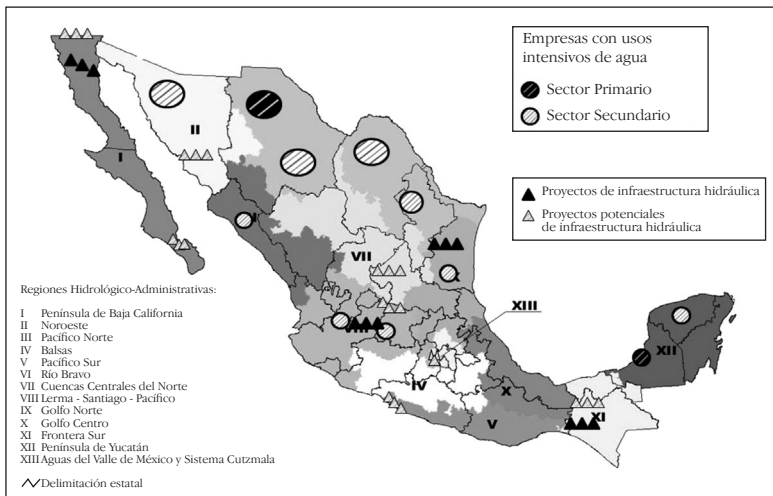 Empresas con usos
intensivos de agua
Sector Primario
Sector Secundario
Proyectos de infraestructura hidráulica
Proyectos potenciales
de infraestructura hidráulica
II
I
I
VII
XIII
VIII
XII
IV
X
XI
V
Regiones Hidrológico-Administrativas:
I Península de Baja California
II Noroeste
III Pacífico Norte
IV Balsas
V Pacífico Sur
VI Río Bravo
VII Cuencas Centrales del Norte
VIII Lerma - Santiago - Pacífico
IX Golfo Norte
X Golfo Centro
XI Frontera Sur
XII Península de Yucatán
XIII Aguas del Valle de México y Sistema Cutzmala
Delimitación estatal